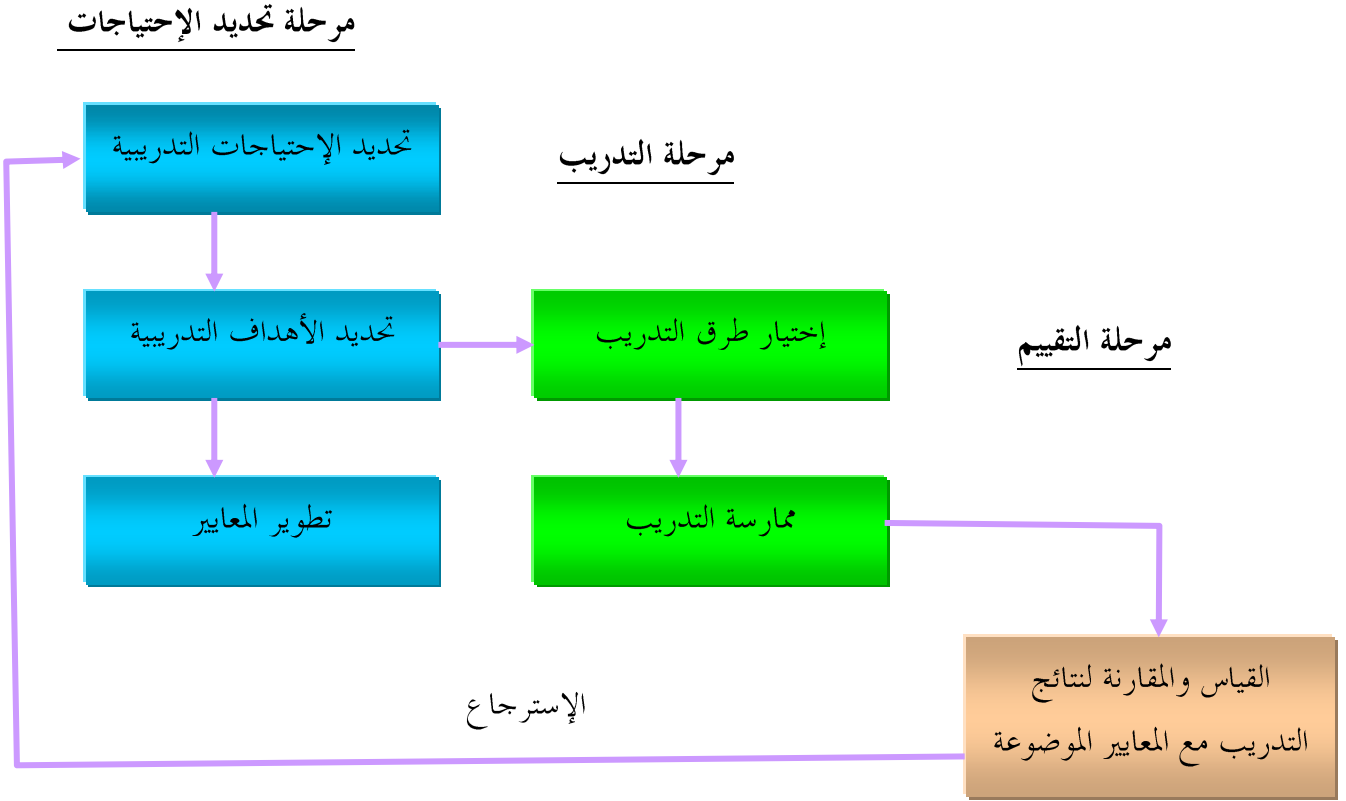 مرحلة تحديد الإحتياجات
تحديد الإحتياجات التدريبية
مرحلة التدريب
تحديد الأهداف التدريبية
إختيار طرق التدريب
مرحلة التقييم
تطوير المعايير
ممارسة التدريب
القياس والمقارنة لنتائج
التدريب مع المعايير الموضوعة
الإسترجاع